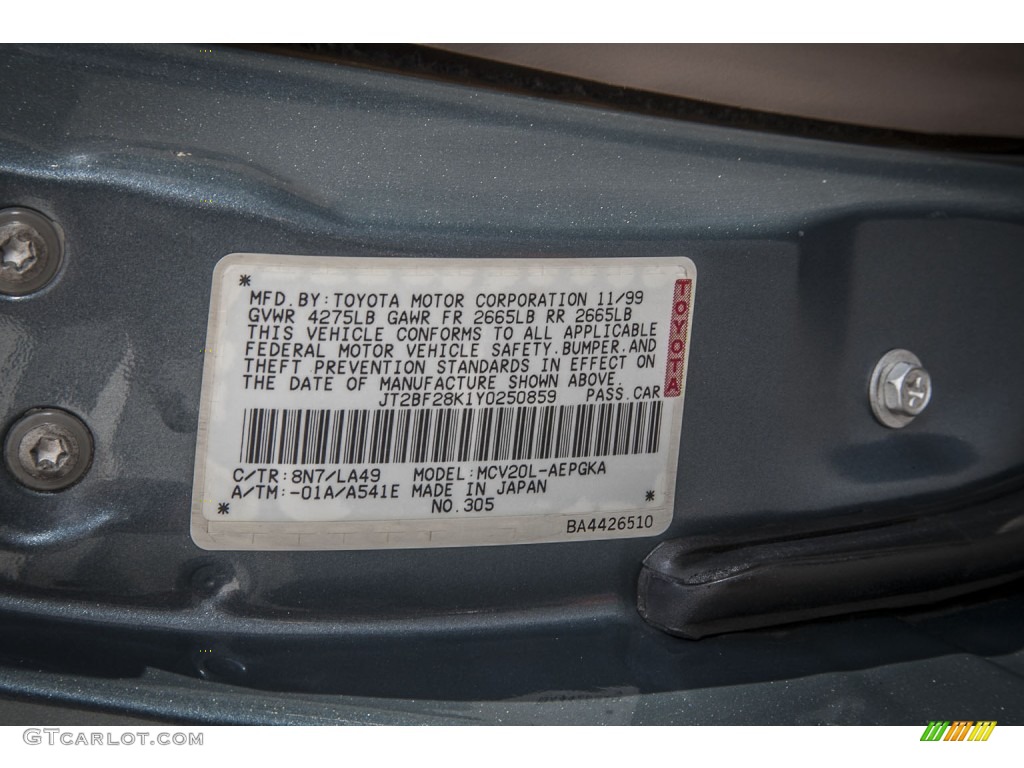 *
MFD.BY:TOYOTA MOTOR CORPORATION 11/99
GVWR 4275LB GAWR FR 2665LB RR 2665LB
THIS VEHICLE CONFORMS TO ALL APPLICABLE
FEDERAL MOTOR VEHICLE SAFETY.BUMPER.AND
THEFT PREVENTION STANDARDS IN EFFECT ON
THE DATE OF MANUFACTURE SHOWN ABOVE.
JT2BF28K1Y0250859 PASS.CAR
TOYOTA
C/TR:8N7/LA49 MODEL:MCV20L-AEPGKA
A/TM:-01A/A541E MADE IN JAPAN
* NO.305 *
BA4426510
GTCARLOT.COM